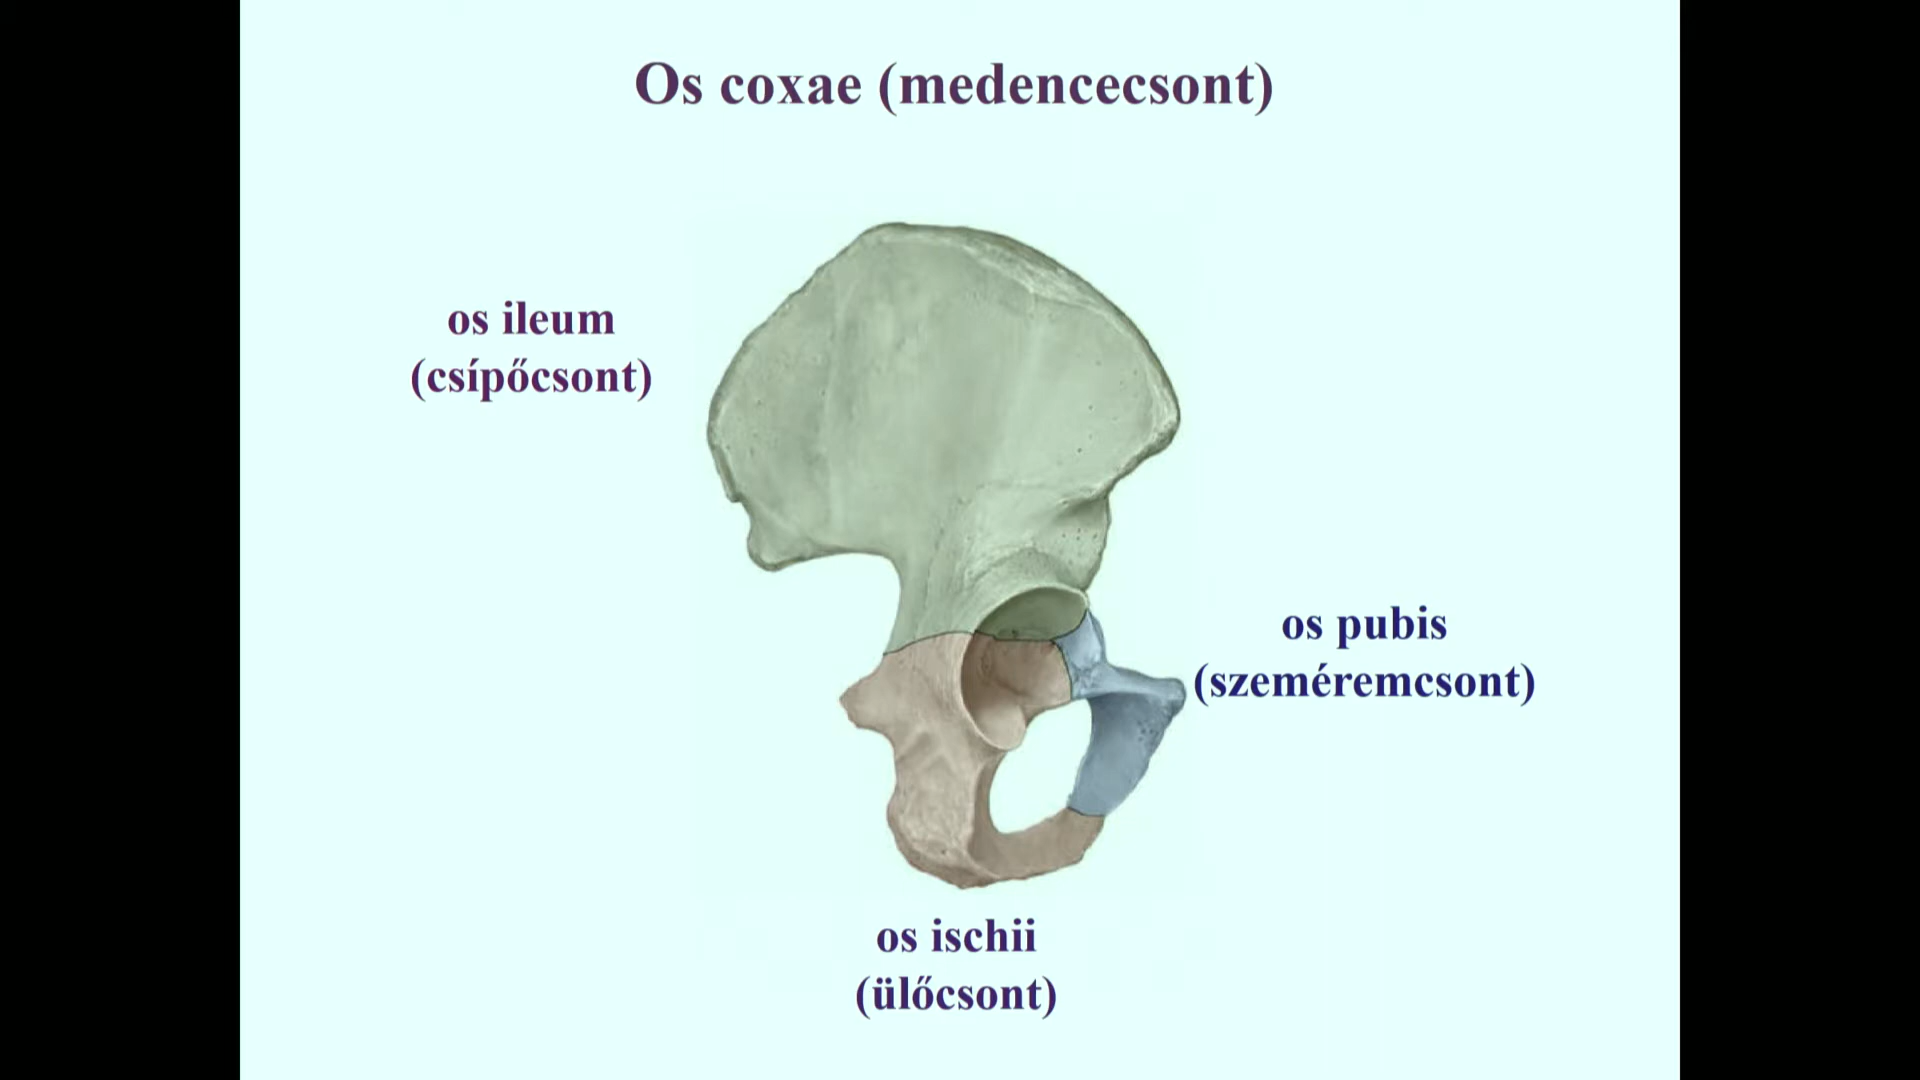 Os coxae (medencecsont)
os ileum
(csípőcsont)
os pubis
(szeméremcsont)
os ischii
(ülőcsont)